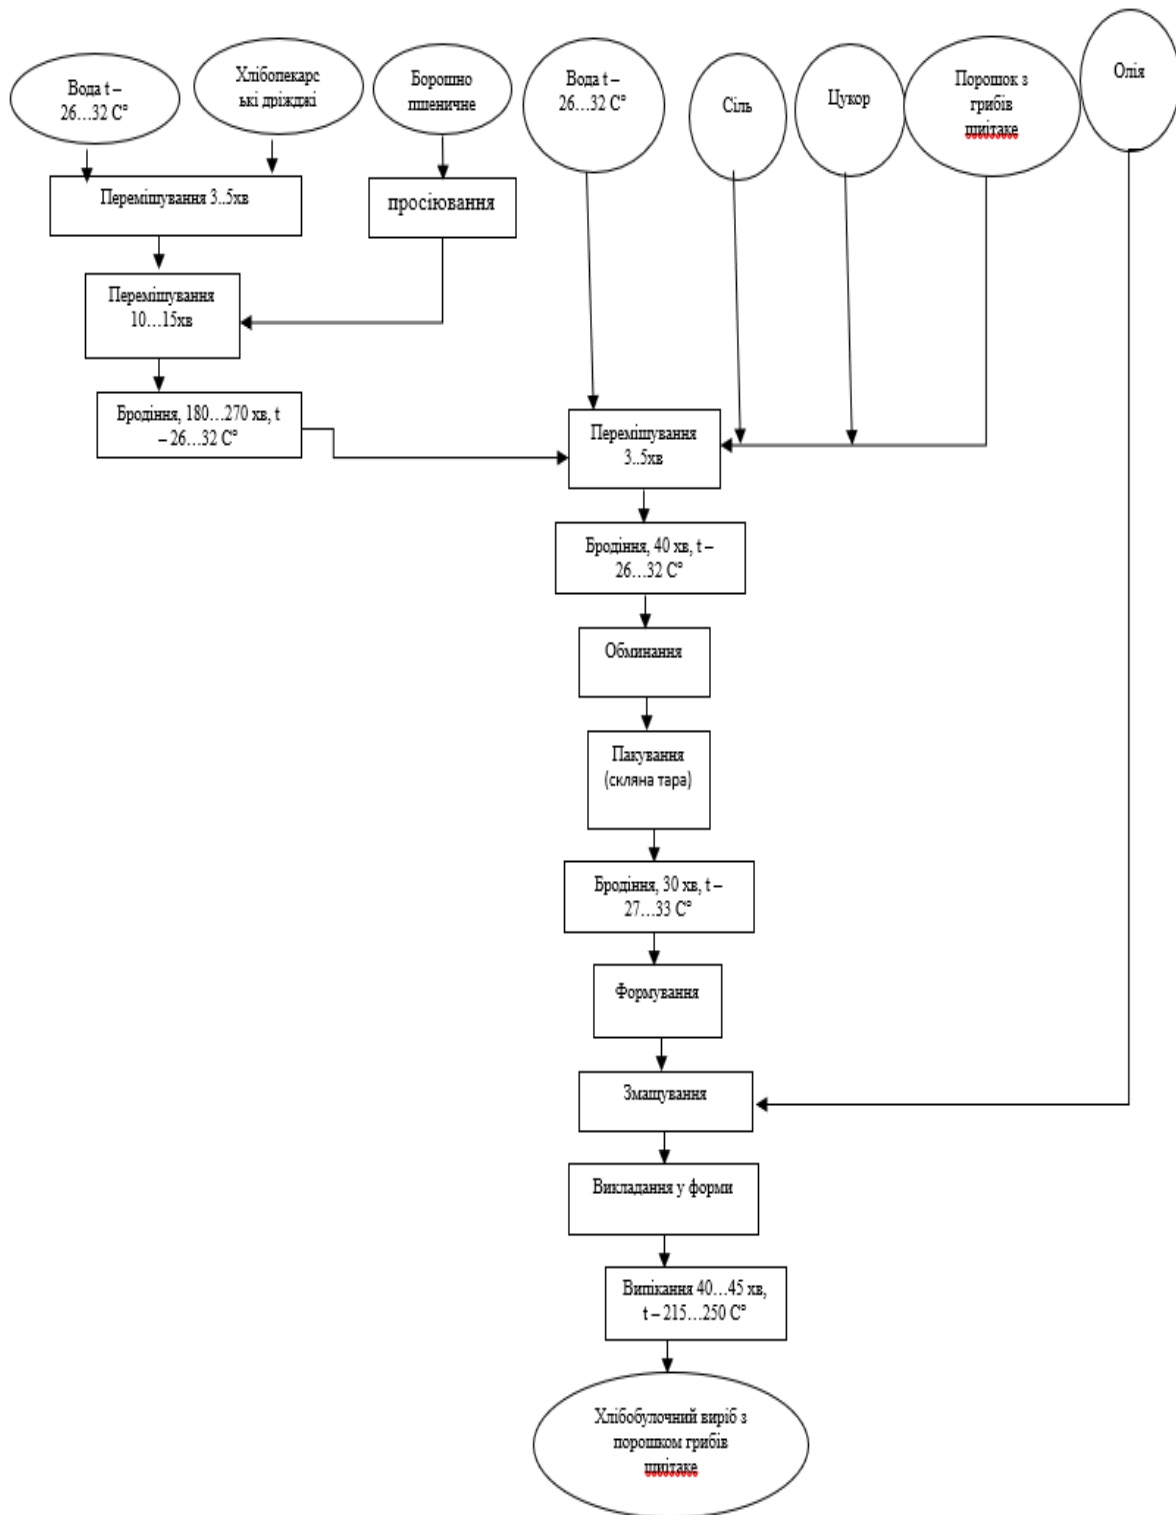 Вода t –
26…32 С°
Хлібопекарс
ькі дріжджі
Борошно
пшеничне
Вода t –
26…32 С°
Сіль
Цукор
Порошок з
грибів
шиітаке
Олія
Перемішування 3..5хв
просіювання
Перемішування
10…15хв
Бродіння, 180…270 хв, t
– 26…32 С°
Перемішування
3..5хв
Бродіння, 40 хв, t –
26…32 С°
Обминання
Пакування
(скляна тара)
Бродіння, 30 хв, t –
27…33 С°
Формування
Змащування
Викладання у форми
Випікання 40…45 хв,
t – 215…250 С°
Хлібобулочний виріб з
порошком грибів
шиітаке